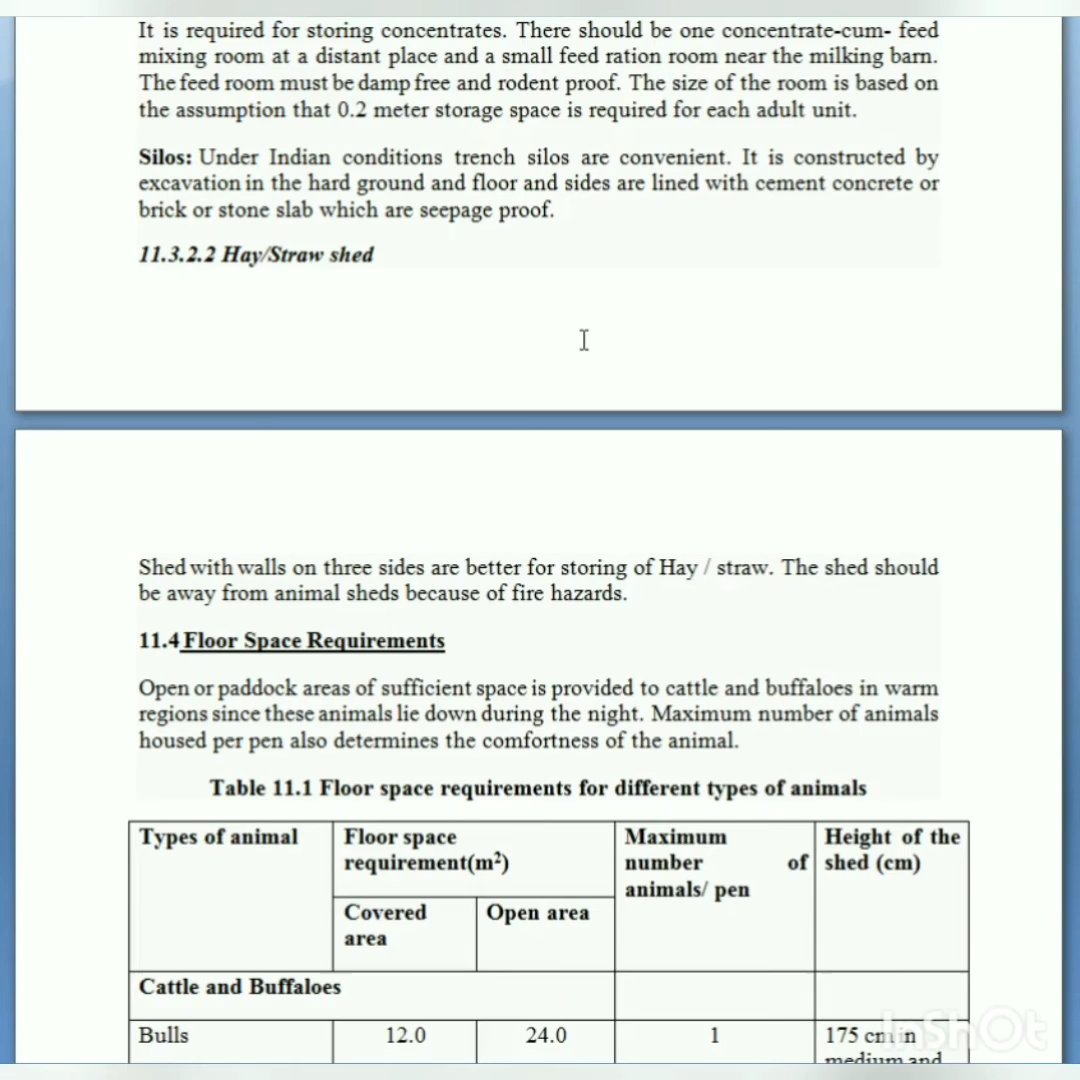 It is required for storing concentrates. There should be one concentrate-cum- feed
mixing room at a distant place and a small feed ration room near the milking barn.
The feed room must be damp free and rodent proof. The size of the room is based on
the assumption that 0.2 meter storage space is required for each adult unit.
Silos: Under Indian conditions trench silos are convenient. It is constructed by
excavation in the hard ground and floor and sides are lined with cement concrete or
brick or stone slab which are seepage proof.
11.3.2.2 Hay/Straw shed
Shed with walls on three sides are better for storing of Hay / straw. The shed should
be away from animal sheds because of fire hazards.
11.4 Floor Space Requirements
Open or paddock areas of sufficient space is provided to cattle and buffaloes in warm
regions since these animals lie down during the night. Maximum number of animals
housed per pen also determines the comfortness of the animal.
Table 11.1 Floor space requirements for different types of animals
Types of animal
Floor space
requirement(m²)
Maximum
number of
animals/ pen
Height of the
shed (cm)
Covered
area
Open area
Cattle and Buffaloes
Bulls 12.0 24.0 1 175 cm in
medium and
InShOt